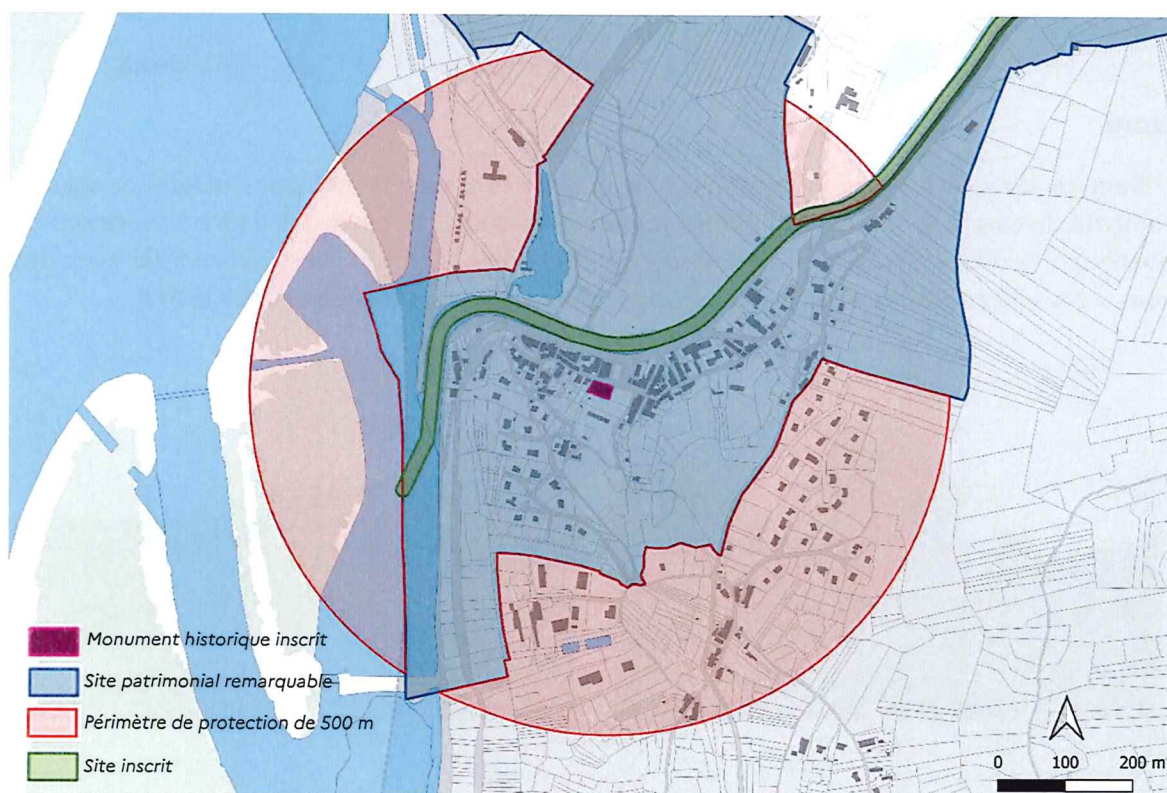 Monument historique inscrit
Site patrimonial remarquable
Périmètre de protection de 500 m
Site inscrit
0 100 200 m